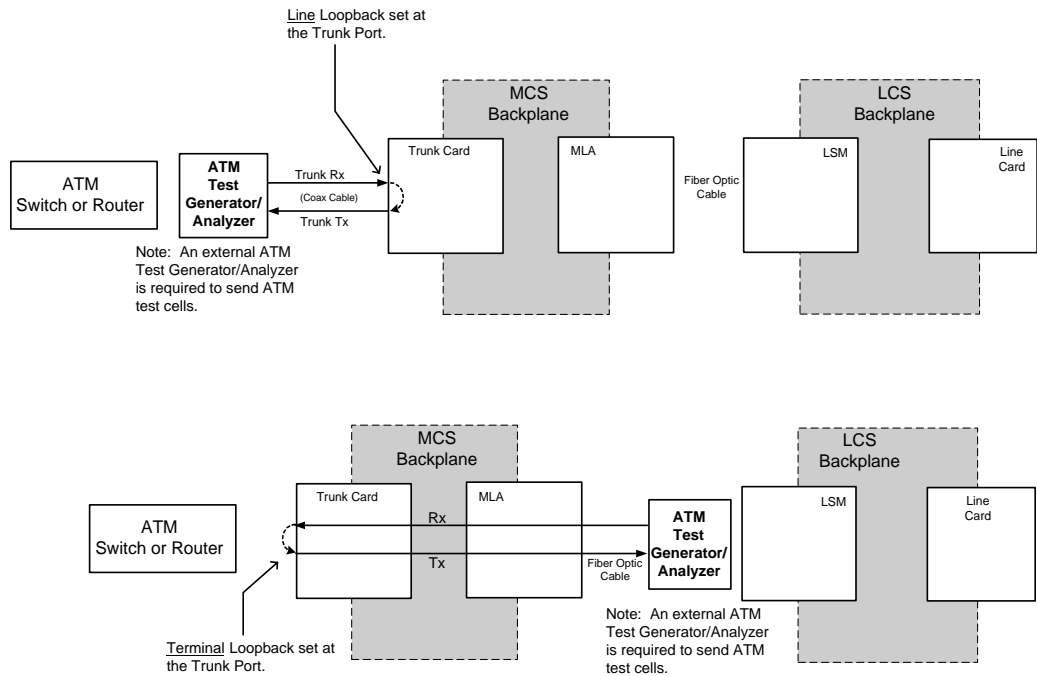 Line Loopback set at
the Trunk Port.
MCS
Backplane
LCS
Backplane
Trunk Card
MLA
LSM
Line
Card
ATM
Switch or Router
ATM
Test
Generator/
Analyzer
Trunk Rx
(Coax Cable)
Trunk Tx
Fiber Optic
Cable
Note: An external ATM
Test Generator/Analyzer
is required to send ATM
test cells.
MCS
Backplane
LCS
Backplane
Trunk Card
MLA
LSM
Line
Card
ATM
Switch or Router
Rx
Tx
Fiber Optic
Cable
ATM
Test
Generator/
Analyzer
Note: An external ATM
Test Generator/Analyzer
is required to send ATM
test cells.
Terminal Loopback set at
the Trunk Port.